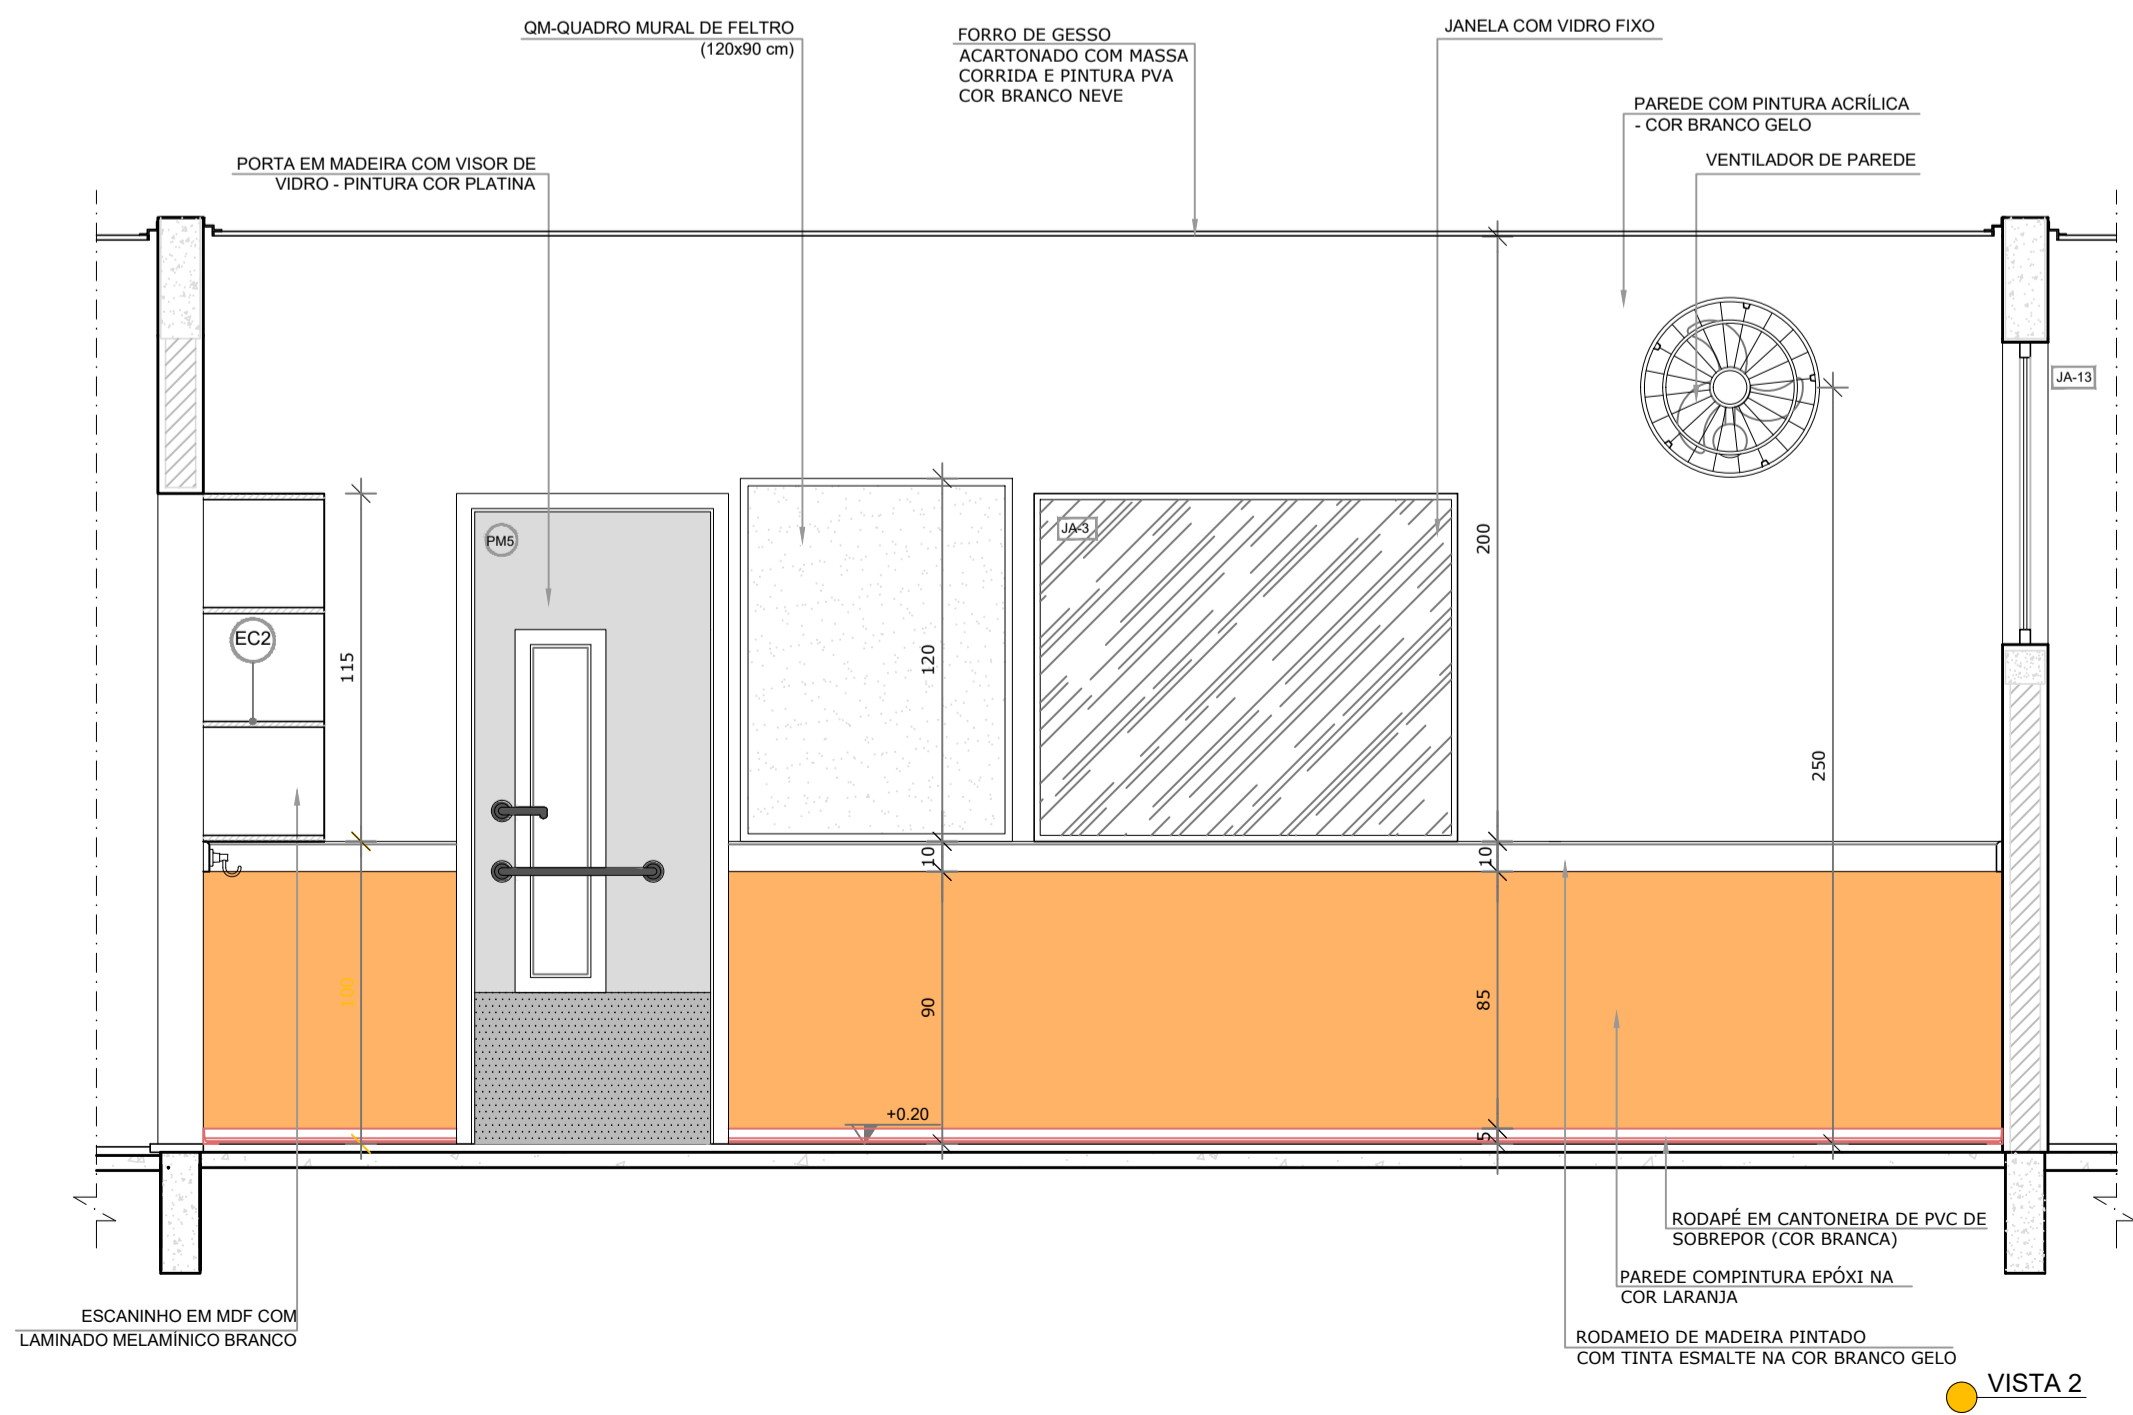 QM-QUADRO MURAL DE FELTRO
(120x90 cm)
FORRO DE GESSO
ACARTONADO COM MASSA
CORRIDA E PINTURA PVA
COR BRANCO NEVE
JANELA COM VIDRO FIXO
PAREDE COM PINTURA ACRÍLICA
- COR BRANCO GELO
VENTILADOR DE PAREDE
PORTA EM MADEIRA COM VISOR DE
VIDRO - PINTURA COR PLATINA
JA-13
PM5
JA-3
EC2
115
120
200
250
10
10
100
90
85
5
+0.20
RODAPÉ EM CANTONEIRA DE PVC DE
SOBREPOR (COR BRANCA)
PAREDE COMPINTURA EPÓXI NA
COR LARANJA
ESCANINHO EM MDF COM
LAMINADO MELAMÍNICO BRANCO
RODAMEIO DE MADEIRA PINTADO
COM TINTA ESMALTE NA COR BRANCO GELO
VISTA 2